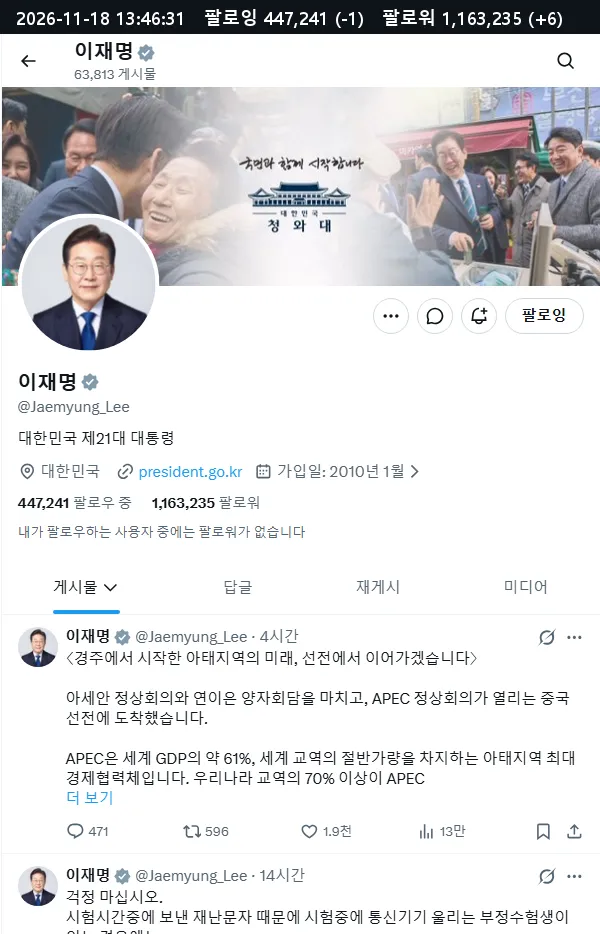 2026-11-18 13:46:31 팔로잉 447,241 (-1) 팔로워 1,163,235 (+6)
이재명
63,813 게시물
국민과 함께 시작합니다
대한민국
청와대
팔로잉
이재명
@Jaemyung_Lee
대한민국 제21대 대통령
대한민국 president.go.kr 가입일: 2010년 1월
447,241 팔로우 중 1,163,235 팔로워
내가 팔로우하는 사용자 중에는 팔로워가 없습니다
게시물 답글 재게시 미디어
이재명 @Jaemyung_Lee · 4시간
〈경주에서 시작한 아태지역의 미래, 선전에서 이어가겠습니다〉
아세안 정상회의와 연이은 양자회담을 마치고, APEC 정상회의가 열리는 중국
선전에 도착했습니다.
APEC은 세계 GDP의 약 61%, 세계 교역의 절반가량을 차지하는 아태지역 최대
경제협력체입니다. 우리나라 교역의 70% 이상이 APEC
더 보기
471 596 1.9천 13만
이재명 @Jaemyung_Lee · 14시간
걱정 마십시오.
시험시간중에 보낸 재난문자 때문에 시험중에 통신기기 울리는 부정수험생이